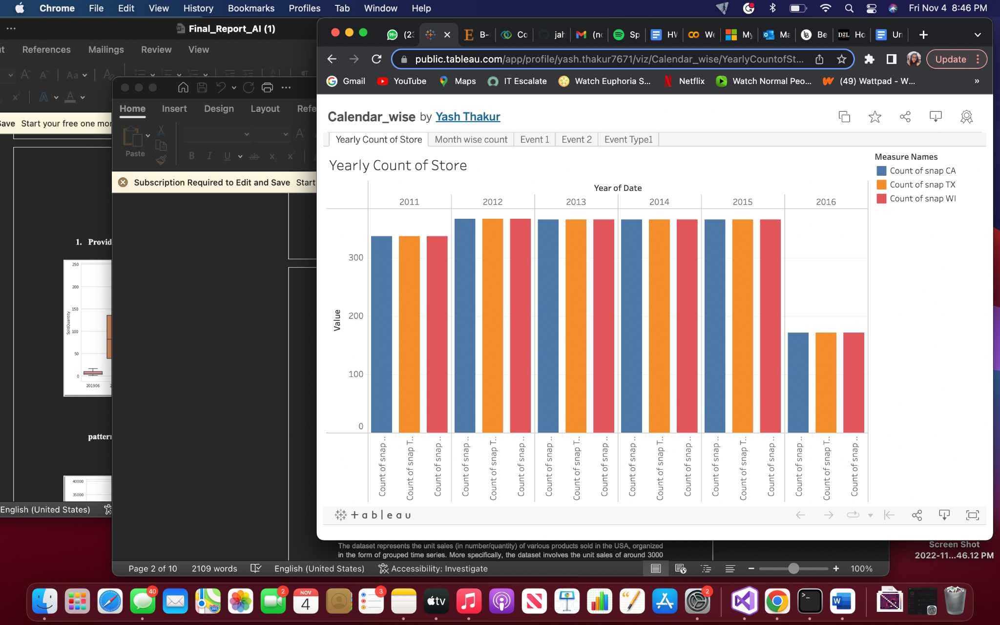 Chrome File Edit View History Bookmarks Profiles Tab Window Help Fri Nov 4 8:46 PM
Final_Report_AI (1)
References Mailings Review View
Save Start your free one mon
1. Provid
250
200
150
100
50
0
SoldQuantity
201906
pattern
40000
35000
English (United States)
Home Insert Design Layout Refe
Paste
Subscription Required to Edit and Save Start
The dataset represents the unit sales (in number/quantity) of various products sold in the USA, organized
in the form of grouped time series. More specifically, the dataset involves the unit sales of around 3000
Page 2 of 10 2109 words English (United States) Accessibility: Investigate 100%
99+ (23 B- Co jah (no Sp HW We My Ma Be D2L Ho Un
public.tableau.com/app/profile/yash.thakur7671/viz/Calendar_wise/YearlyCountofSt... Update
Gmail YouTube Maps IT Escalate Watch Euphoria S... Netflix Watch Normal Peo... (49) Wattpad - W... »
Calendar_wise by Yash Thakur
Yearly Count of Store Month wise count Event 1 Event 2 Event Type1
Yearly Count of Store
Measure Names
Count of snap CA
Count of snap TX
Count of snap WI
Year of Date
2011 2012 2013 2014 2015 2016
300
200
100
0
Value
Count of snap .. Count of snap T.. Count of snap .. Count of snap .. Count of snap T.. Count of snap .. Count of snap .. Count of snap T.. Count of snap .. Count of snap .. Count of snap T.. Count of snap .. Count of snap .. Count of snap T.. Count of snap .. Count of snap .. Count of snap T.. Count of snap ..
+ableau
Screen Shot
2022-11...46.12 PM
40 2 NOV 4 3 tv 2
280